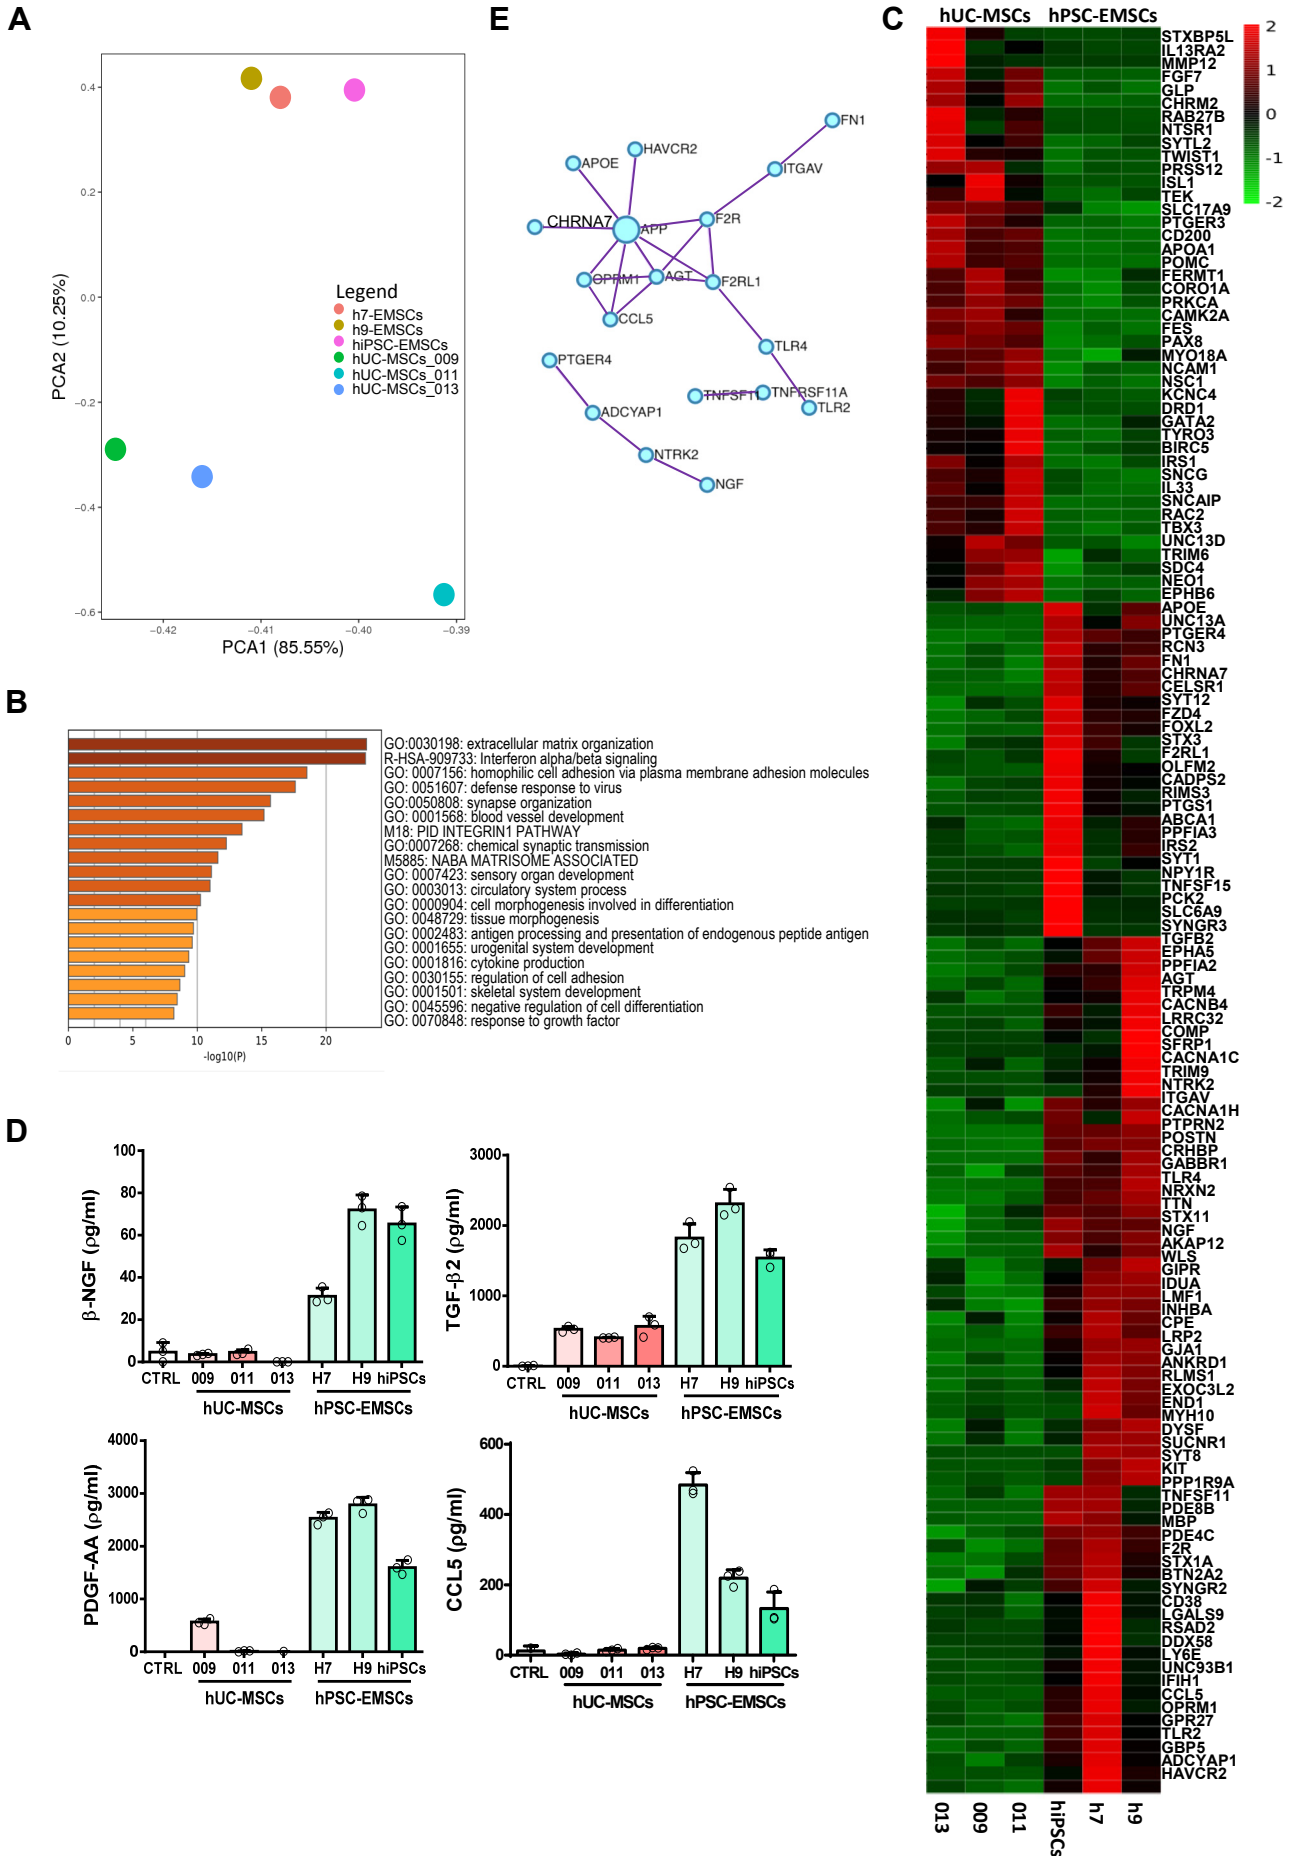 A
0.4
0.2
0.0
−0.2
−0.4
−0.6
−0.42
−0.41
−0.40
−0.39
PCA2 (10.25%)
PCA1 (85.55%)
Legend
h7-EMSCs
h9-EMSCs
hiPSC-EMSCs
hUC-MSCs_009
hUC-MSCs_011
hUC-MSCs_013
E
FN1
HAVCR2
APOE
ITGAV
CHRNA7
APP
F2R
OPRM1
AGT
F2RL1
CCL5
TLR4
PTGER4
TNFSF11
TNFRSF11A
TLR2
ADCYAP1
NTRK2
NGF
B
GO:0030198: extracellular matrix organization
R-HSA-909733: Interferon alpha/beta signaling
GO: 0007156: homophilic cell adhesion via plasma membrane adhesion molecules
GO: 0051607: defense response to virus
GO:0050808: synapse organization
GO: 0001568: blood vessel development
M18: PID INTEGRIN1 PATHWAY
GO:0007268: chemical synaptic transmission
M5885: NABA MATRISOME ASSOCIATED
GO: 0007423: sensory organ development
GO: 0003013: circulatory system process
GO: 0000904: cell morphogenesis involved in differentiation
GO: 0048729: tissue morphogenesis
GO: 0002483: antigen processing and presentation of endogenous peptide antigen
GO: 0001655: urogenital system development
GO: 0001816: cytokine production
GO: 0030155: regulation of cell adhesion
GO: 0001501: skeletal system development
GO: 0045596: negative regulation of cell differentiation
GO: 0070848: response to growth factor
0 5 10 15 20
-log10(P)
D
β-NGF (ρg/ml)
100
80
60
40
20
0
CTRL 009 011 013 H7 H9 hiPSCs
hUC-MSCs hPSC-EMSCs
TGF-β2 (ρg/ml)
3000
2000
1000
0
CTRL 009 011 013 H7 H9 hiPSCs
hUC-MSCs hPSC-EMSCs
PDGF-AA (ρg/ml)
4000
3000
2000
1000
0
CTRL 009 011 013 H7 H9 hiPSCs
hUC-MSCs hPSC-EMSCs
CCL5 (ρg/ml)
600
400
200
0
CTRL 009 011 013 H7 H9 hiPSCs
hUC-MSCs hPSC-EMSCs
C
hUC-MSCs hPSC-EMSCs
2
1
0
-1
-2
STXBP5L
IL13RA2
MMP12
FGF7
GLP
CHRM2
RAB27B
NTSR1
SYTL2
TWIST1
PRSS12
ISL1
TEK
SLC17A9
PTGER3
CD200
APOA1
POMC
FERMT1
CORO1A
PRKCA
CAMK2A
FES
PAX8
MYO18A
NCAM1
NSC1
KCNC4
DRD1
GATA2
TYRO3
BIRC5
IRS1
SNCG
IL33
SNCAIP
RAC2
TBX3
UNC13D
TRIM6
SDC4
NEO1
EPHB6
APOE
UNC13A
PTGER4
RCN3
FN1
CHRNA7
CELSR1
SYT12
FZD4
FOXL2
STX3
F2RL1
OLFM2
CADPS2
RIMS3
PTGS1
ABCA1
PPFIA3
IRS2
SYT1
NPY1R
TNFSF15
PCK2
SLC6A9
SYNGR3
TGFB2
EPHA5
PPFIA2
AGT
TRPM4
CACNB4
LRRC32
COMP
SFRP1
CACNA1C
TRIM9
NTRK2
ITGAV
CACNA1H
PTPRN2
POSTN
CRHBP
GABBR1
TLR4
NRXN2
TTN
STX11
NGF
AKAP12
WLS
GIPR
IDUA
LMF1
INHBA
CPE
LRP2
GJA1
ANKRD1
RLMS1
EXOC3L2
END1
MYH10
DYSF
SUCNR1
SYT8
KIT
PPP1R9A
TNFSF11
PDE8B
MBP
PDE4C
F2R
STX1A
BTN2A2
SYNGR2
CD38
LGALS9
RSAD2
DDX58
LY6E
UNC93B1
IFIH1
CCL5
OPRM1
GPR27
TLR2
GBP5
ADCYAP1
HAVCR2
013 009 011 hiPSCs h7 h9